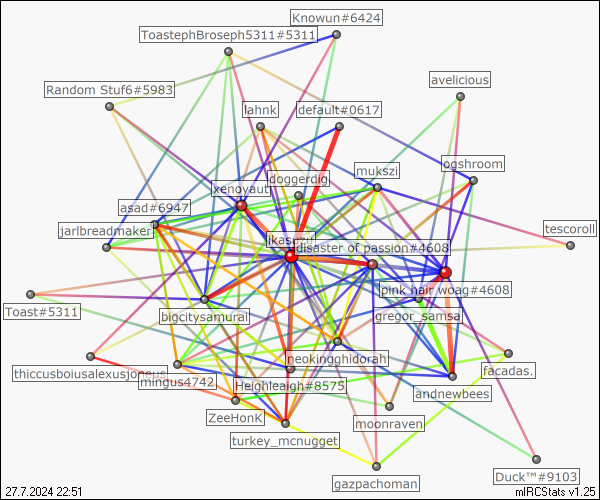 Knowun#6424
ToastephBroseph5311#5311
avelicious
Random Stuf6#5983
lahnk
default#0617
ogshroom
mukszi
doggerdig
xenoyaut
asad#6947
jarlbreadmaker
tescoroll
disaster of passion#4608
pink hair woag#4608
Toast#5311
bigcitysamurai
gregor_samsa
neokingghidorah
facadas.
thiccusboiusalexusjoneus
mingus4742
Heighleaigh#8575
andnewbees
ZeeHonK
moonraven
turkey_mcnugget
gazpachoman
Duck™#9103
27.7.2024 22:51
mIRCStats v1.25